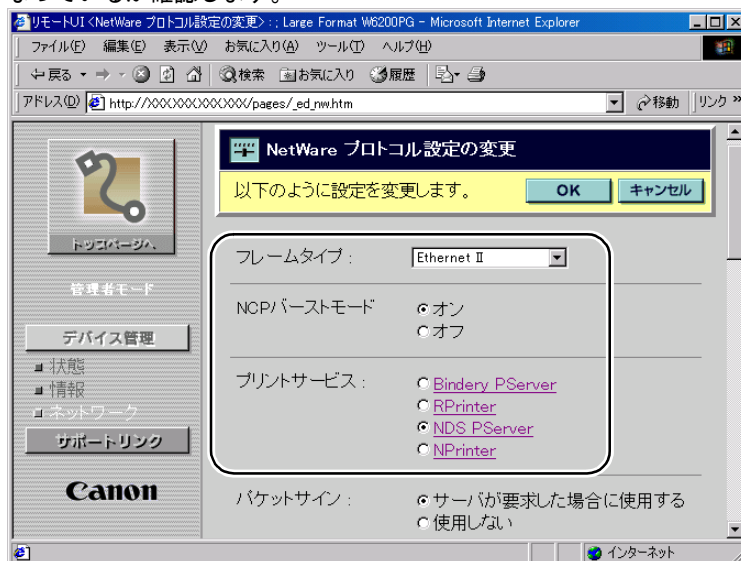 なっているか確認します。
リモートUI <NetWare プロトコル設定の変更> : ; Large Format W6200PG - Microsoft Internet Explorer
ファイル(F) 編集(E) 表示(V) お気に入り(A) ツール(T) ヘルプ(H)
戻る 検索 お気に入り 履歴
アドレス(D) http://XXX.XXX.XXX.XXX/pages/_ed_nw.htm 移動 リンク »
NetWare プロトコル設定の変更
以下のように設定を変更します。 OK キャンセル
トップページへ
管理者モード
デバイス管理
状態
情報
ネットワーク
サポートリンク
Canon
フレームタイプ : Ethernet II
NCPバーストモード オン
オフ
プリントサービス : Bindery PServer
RPrinter
NDS PServer
NPrinter
パケットサイン : サーバが要求した場合に使用する
使用しない
インターネット